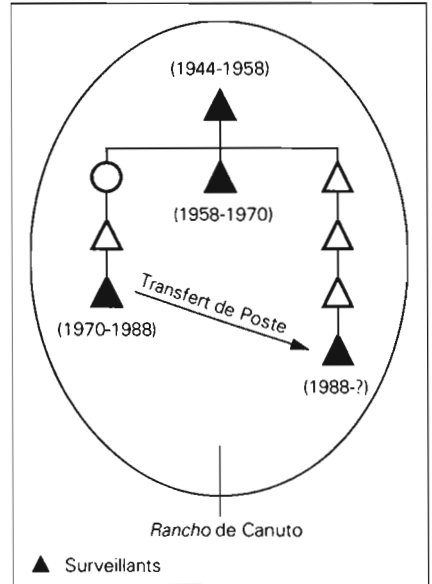 (1944-1958)
(1958-1970)
Transfert de Poste
(1970-1988)
(1988-?)
Rancho de Canuto
▲ Surveillants